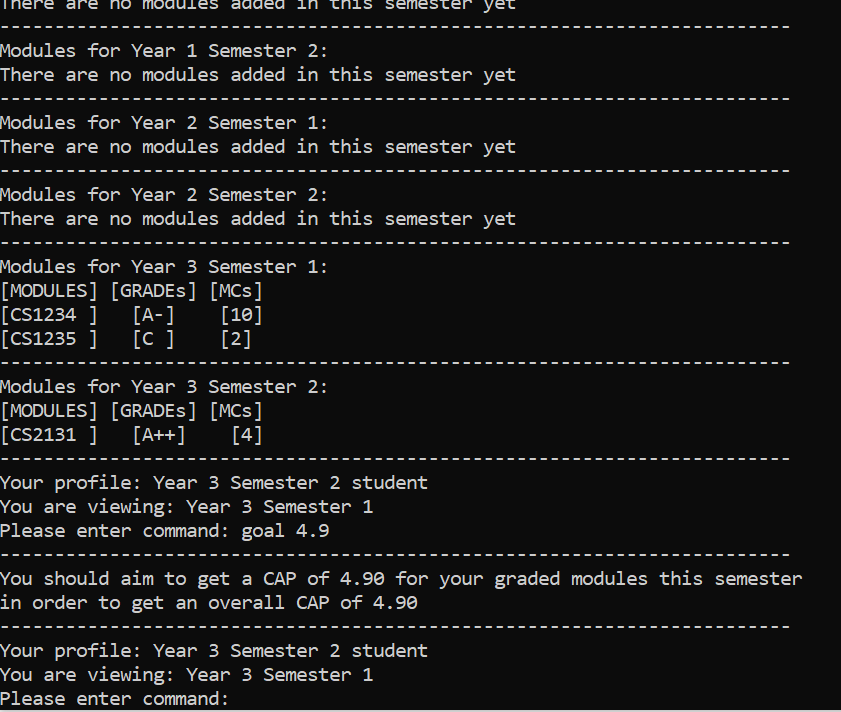 There are no modules added in this semester yet
------------------------------------------------------------------------
Modules for Year 1 Semester 2:
There are no modules added in this semester yet
------------------------------------------------------------------------
Modules for Year 2 Semester 1:
There are no modules added in this semester yet
------------------------------------------------------------------------
Modules for Year 2 Semester 2:
There are no modules added in this semester yet
------------------------------------------------------------------------
Modules for Year 3 Semester 1:
[MODULES] [GRADEs] [MCs]
[CS1234 ]   [A-]    [10]
[CS1235 ]   [C ]    [2]
------------------------------------------------------------------------
Modules for Year 3 Semester 2:
[MODULES] [GRADEs] [MCs]
[CS2131 ]   [A++]    [4]
------------------------------------------------------------------------
Your profile: Year 3 Semester 2 student
You are viewing: Year 3 Semester 1
Please enter command: goal 4.9
------------------------------------------------------------------------
You should aim to get a CAP of 4.90 for your graded modules this semester
in order to get an overall CAP of 4.90
------------------------------------------------------------------------
Your profile: Year 3 Semester 2 student
You are viewing: Year 3 Semester 1
Please enter command: